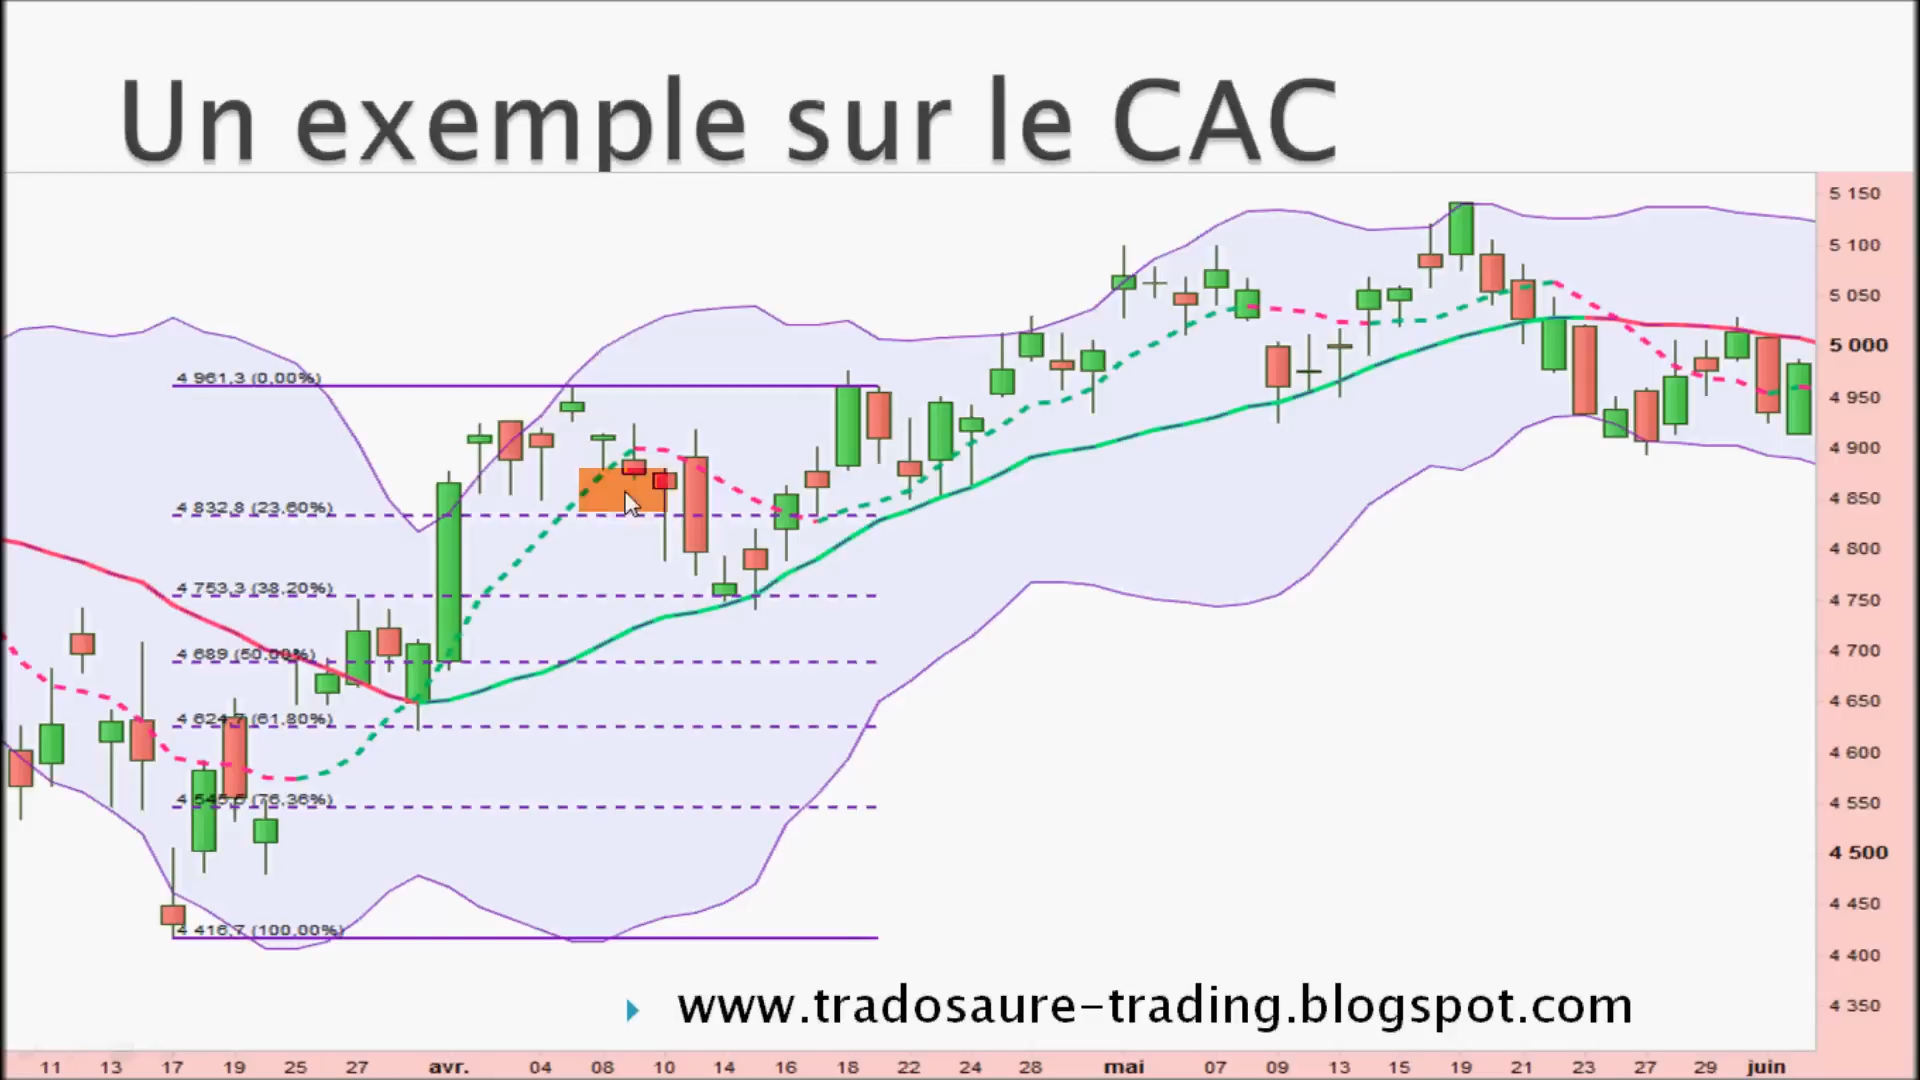 Un exemple sur le CAC
5 150
5 100
5 050
5 000
4 950
4 900
4 850
4 800
4 750
4 700
4 650
4 600
4 550
4 500
4 450
4 400
4 350
4 961,3 (0,00%)
4 832,8 (23,60%)
4 753,3 (38,20%)
4 689 (50,00%)
4 624,7 (61,80%)
4 545,5 (76,36%)
4 416,7 (100,00%)
www.tradosaure-trading.blogspot.com
11 13 17 19 25 27 avr. 04 08 10 14 16 18 22 24 28 mai 07 09 13 15 19 21 23 27 29 juin